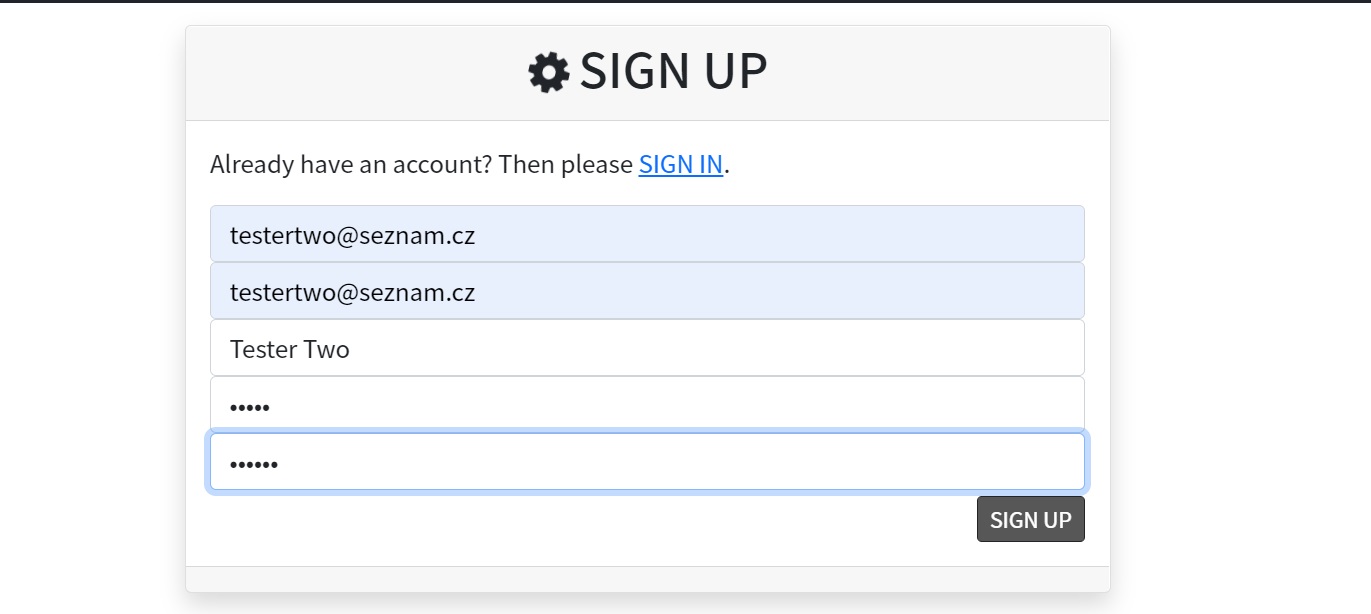 SIGN UP
Already have an account? Then please SIGN IN.
testertwo@seznam.cz
testertwo@seznam.cz
Tester Two
•••••
••••••
SIGN UP